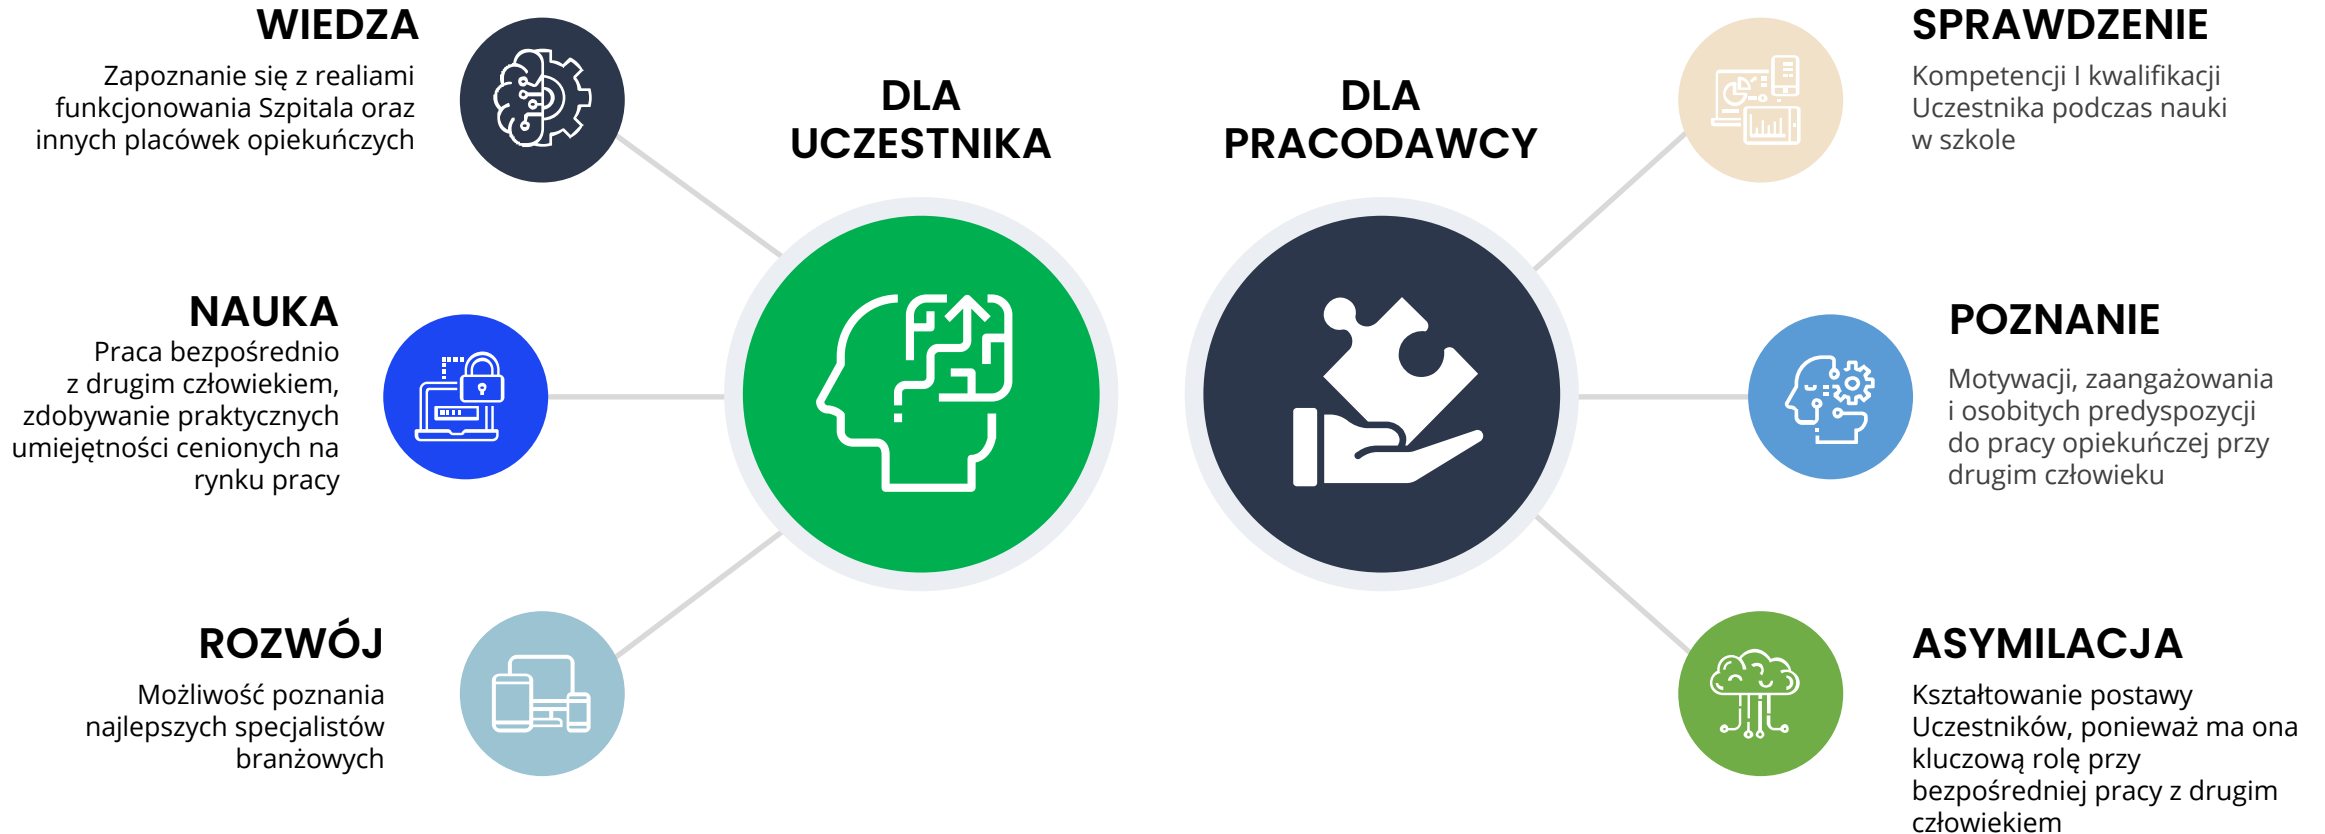 WIEDZA
Zapoznanie się z realiami
funkcjonowania Szpitala oraz
innych placówek opiekuńczych
NAUKA
Praca bezpośrednio
z drugim człowiekiem,
zdobywanie praktycznych
umiejętności cenionych na
rynku pracy
ROZWÓJ
Możliwość poznania
najlepszych specjalistów
branżowych
DLA
UCZESTNIKA
DLA
PRACODAWCY
SPRAWDZENIE
Kompetencji I kwalifikacji
Uczestnika podczas nauki
w szkole
POZNANIE
Motywacji, zaangażowania
i osobitych predyspozycji
do pracy opiekuńczej przy
drugim człowieku
ASYMILACJA
Kształtowanie postawy
Uczestników, ponieważ ma ona
kluczową rolę przy
bezpośredniej pracy z drugim
człowiekiem